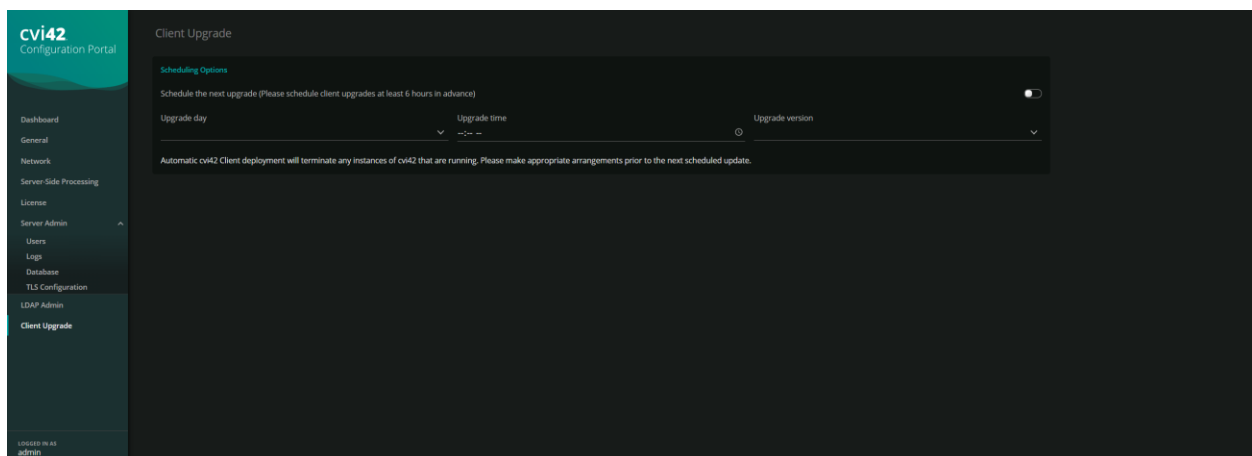 cvi42
Configuration Portal
Dashboard
General
Network
Server-Side Processing
License
Server Admin
Users
Logs
Database
TLS Configuration
LDAP Admin
Client Upgrade
LOGGED IN AS
admin
Client Upgrade
Scheduling Options
Schedule the next upgrade (Please schedule client upgrades at least 6 hours in advance)
Upgrade day Upgrade time Upgrade version
--:-- --
Automatic cvi42 Client deployment will terminate any instances of cvi42 that are running. Please make appropriate arrangements prior to the next scheduled update.